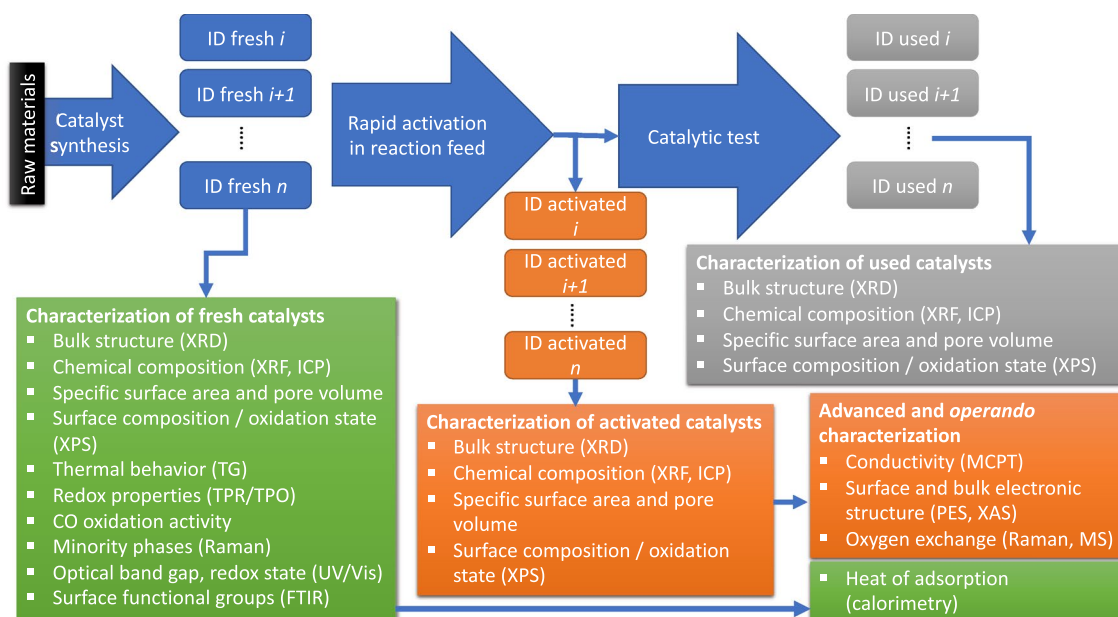 Raw materials
Catalyst
synthesis
ID fresh i
ID fresh i+1
ID fresh n
Rapid activation
in reaction feed
ID activated
i
ID activated
i+1
ID activated
n
Catalytic test
ID used i
ID used i+1
ID used n
Characterization of fresh catalysts
▪ Bulk structure (XRD)
▪ Chemical composition (XRF, ICP)
▪ Specific surface area and pore volume
▪ Surface composition / oxidation state
(XPS)
▪ Thermal behavior (TG)
▪ Redox properties (TPR/TPO)
▪ CO oxidation activity
▪ Minority phases (Raman)
▪ Optical band gap, redox state (UV/Vis)
▪ Surface functional groups (FTIR)
Characterization of activated catalysts
▪ Bulk structure (XRD)
▪ Chemical composition (XRF, ICP)
▪ Specific surface area and pore
volume
▪ Surface composition / oxidation
state (XPS)
Characterization of used catalysts
▪ Bulk structure (XRD)
▪ Chemical composition (XRF, ICP)
▪ Specific surface area and pore volume
▪ Surface composition / oxidation state (XPS)
Advanced and operando
characterization
▪ Conductivity (MCPT)
▪ Surface and bulk electronic
structure (PES, XAS)
▪ Oxygen exchange (Raman, MS)
▪ Heat of adsorption
(calorimetry)